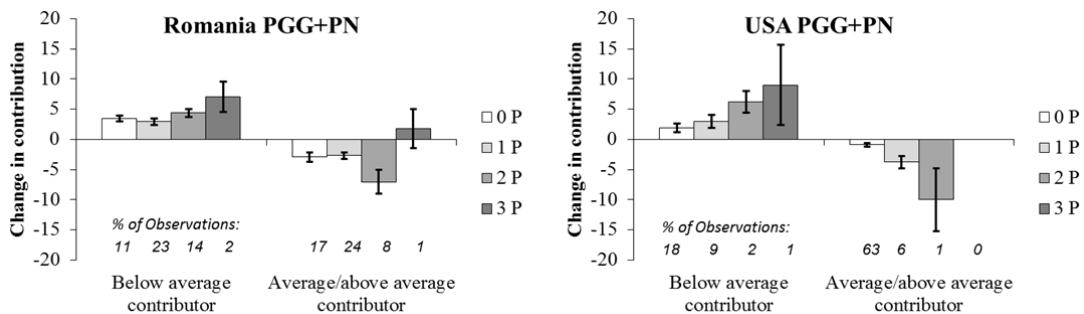 Romania PGG+PN
Change in contribution
20
15
10
5
0
-5
-10
-15
-20
% of Observations:
11 23 14 2 17 24 8 1
Below average contributor
Average/above average contributor
0 P
1 P
2 P
3 P
USA PGG+PN
Change in contribution
20
15
10
5
0
-5
-10
-15
-20
% of Observations:
18 9 2 1 63 6 1 0
Below average contributor
Average/above average contributor
0 P
1 P
2 P
3 P